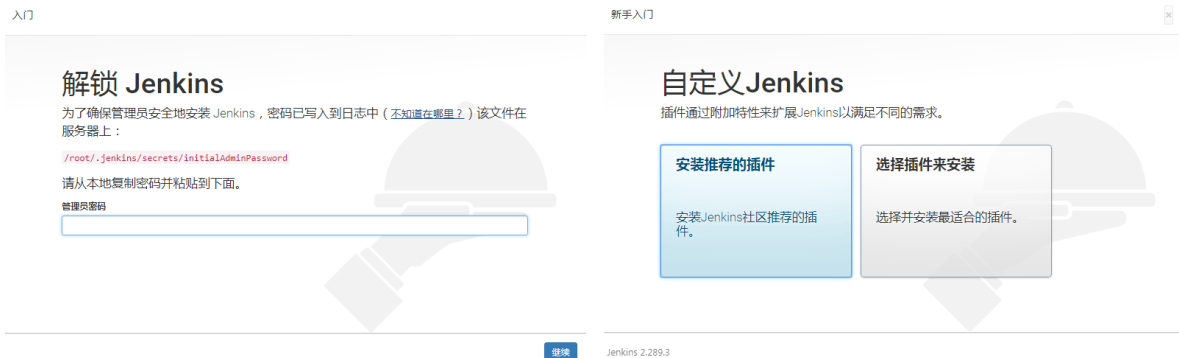 入门
解锁 Jenkins
为了确保管理员安全地安装 Jenkins，密码已写入到日志中（不知道在哪里？）该文件在
服务器上：
/root/.jenkins/secrets/initialAdminPassword
请从本地复制密码并粘贴到下面。
管理员密码
继续
新手入门
×
自定义Jenkins
插件通过附加特性来扩展Jenkins以满足不同的需求。
安装推荐的插件
安装Jenkins社区推荐的插
件。
选择插件来安装
选择并安装最适合的插件。
Jenkins 2.289.3